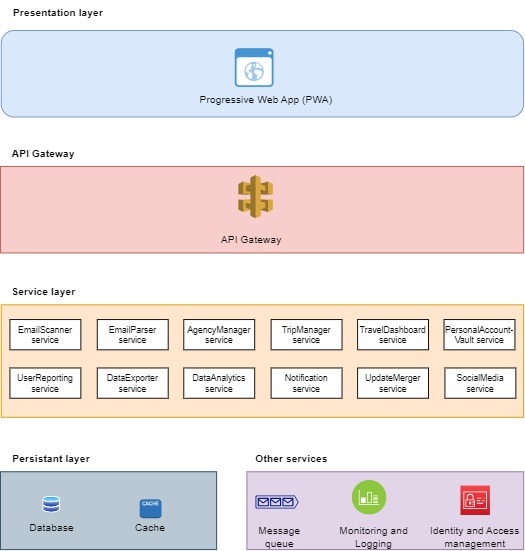 Presentation layer
Progressive Web App (PWA)
API Gateway
API Gateway
Service layer
EmailScanner
service
EmailParser
service
AgencyManager
service
TripManager
service
TravelDashboard
service
PersonalAccount-
Vault service
UserReporting
service
DataExporter
service
DataAnalytics
service
Notification
service
UpdateMerger
service
SocialMedia
service
Persistant layer
Database
CACHE
Cache
Other services
Message
queue
Monitoring and
Logging
Identity and Access
management